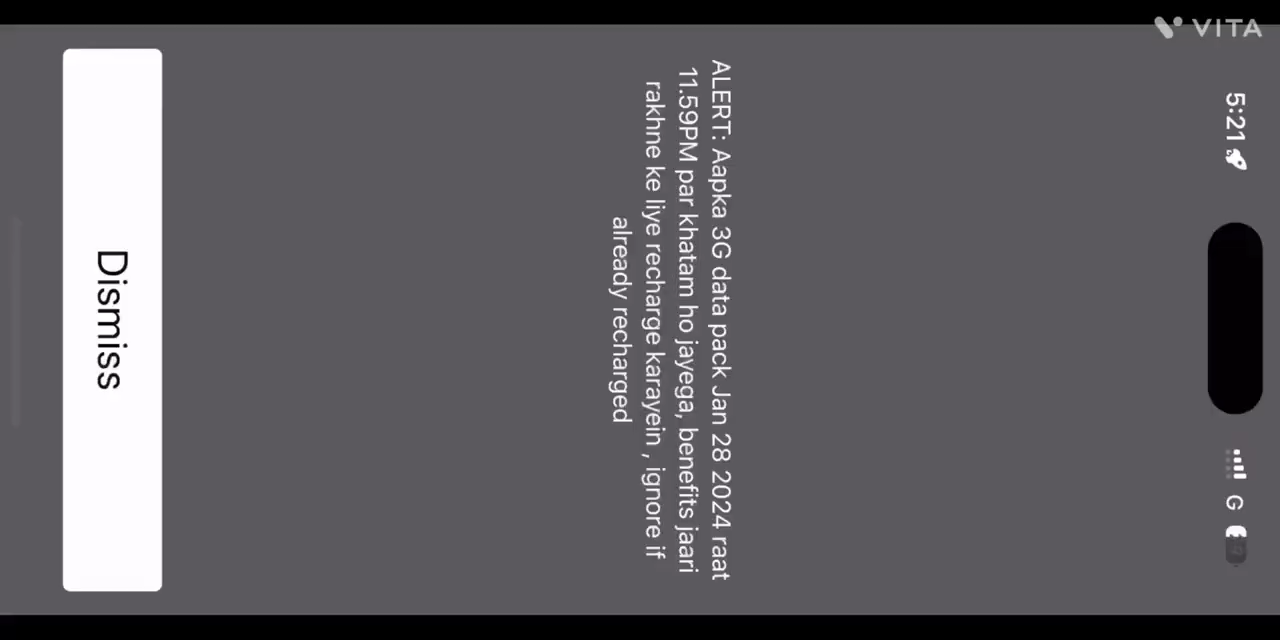 VITA
5:21
G
ALERT: Aapka 3G data pack Jan 28 2024 raat
11.59PM par khatam ho jayega, benefits jaari
rakhne ke liye recharge karayein , ignore if
already recharged
Dismiss